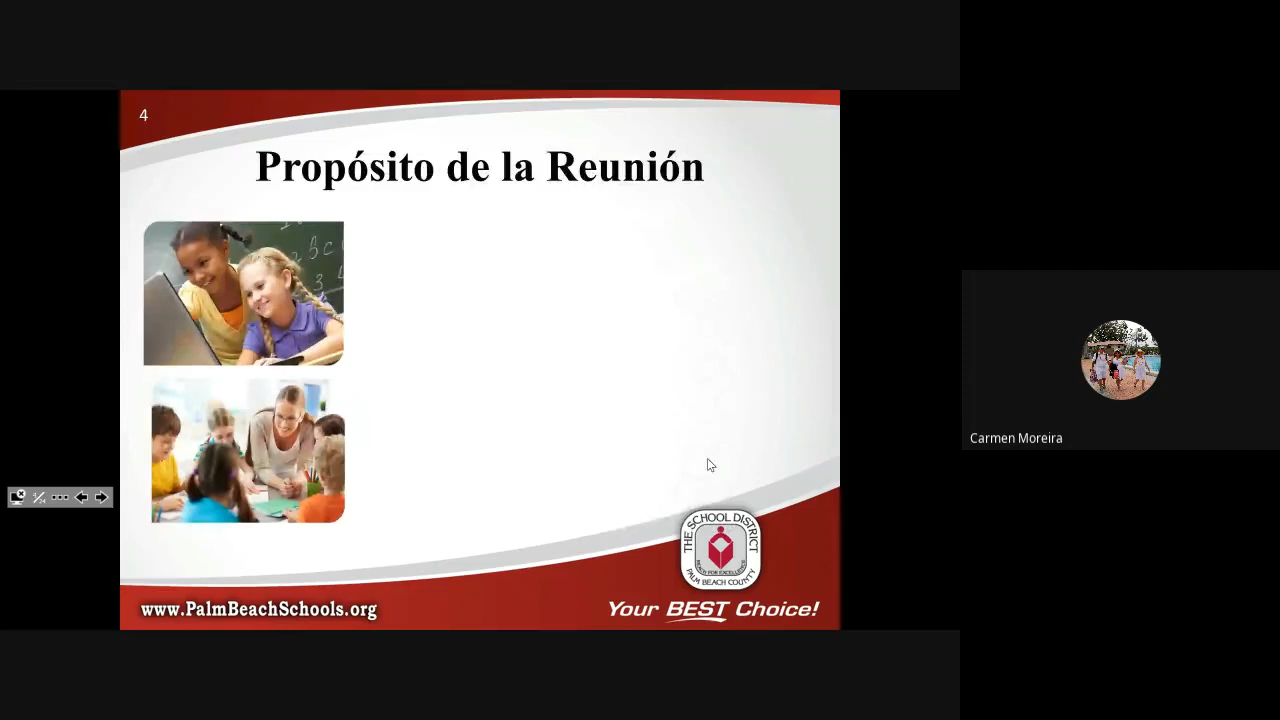 4
Propósito de la Reunión
THE SCHOOL DISTRICT
PALM BEACH COUNTY
www.PalmBeachSchools.org
Your BEST Choice!
Carmen Moreira